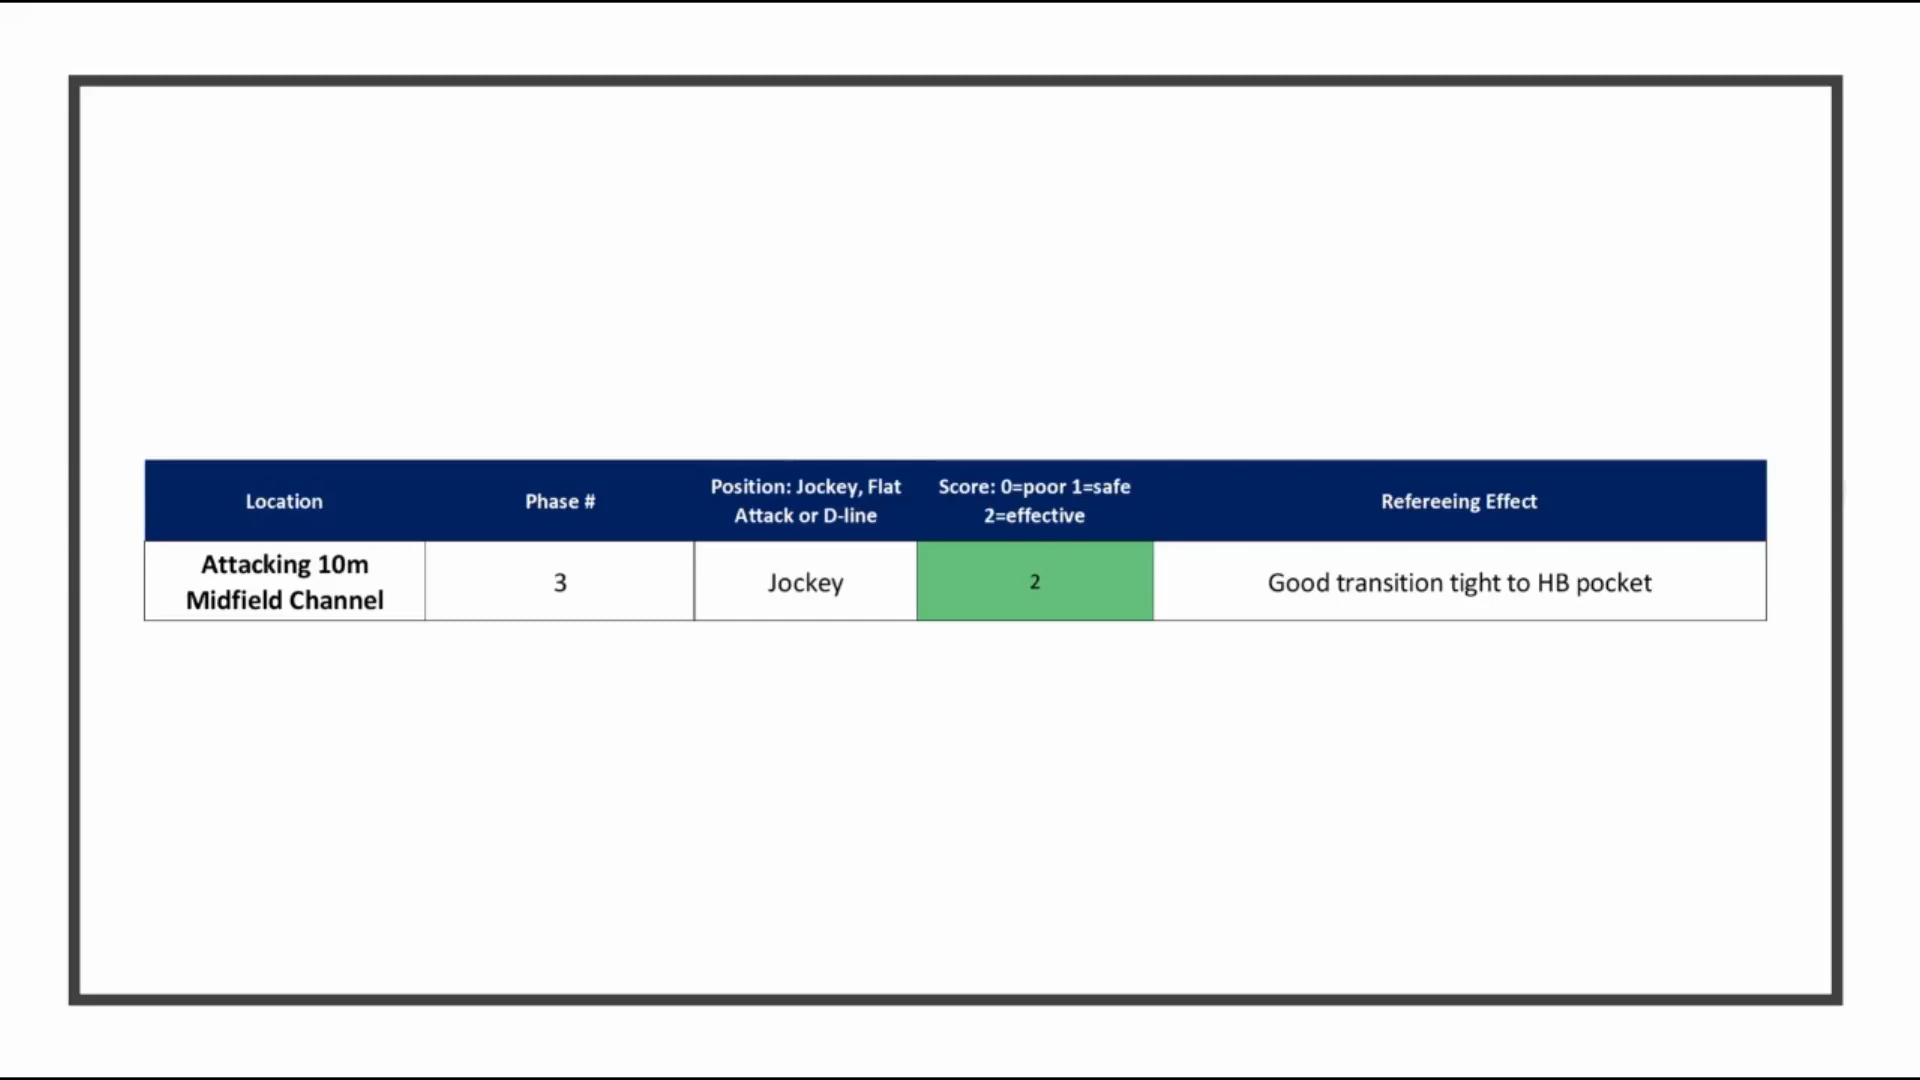 Location
Phase #
Position: Jockey, Flat
Attack or D-line
Score: 0=poor 1=safe
2=effective
Refereeing Effect
Attacking 10m
Midfield Channel
3
Jockey
2
Good transition tight to HB pocket